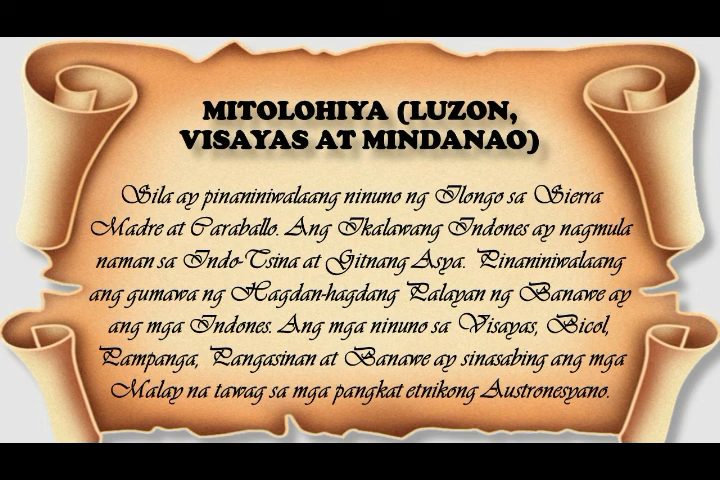 MITOLOHIYA (LUZON,
VISAYAS AT MINDANAO)
Sila ay pinaniniwalaang ninuno ng Ilongo sa Sierra
Madre at Caraballo. Ang Ikalawang Indones ay nagmula
naman sa Indo-Tsina at Gitnang Asya. Pinaniniwalaang
ang gumawa ng Hagdan-hagdang Palayan ng Banawe ay
ang mga Indones. Ang mga ninuno sa Visayas, Bicol,
Pampanga, Pangasinan at Banawe ay sinasabing ang mga
Malay na tawag sa mga pangkat etnikong Austronesyano.